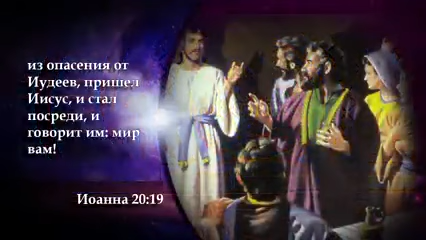 из опасения от
Иудеев, пришел
Иисус, и стал
посреди, и
говорит им: мир
вам!
Иоанна 20:19